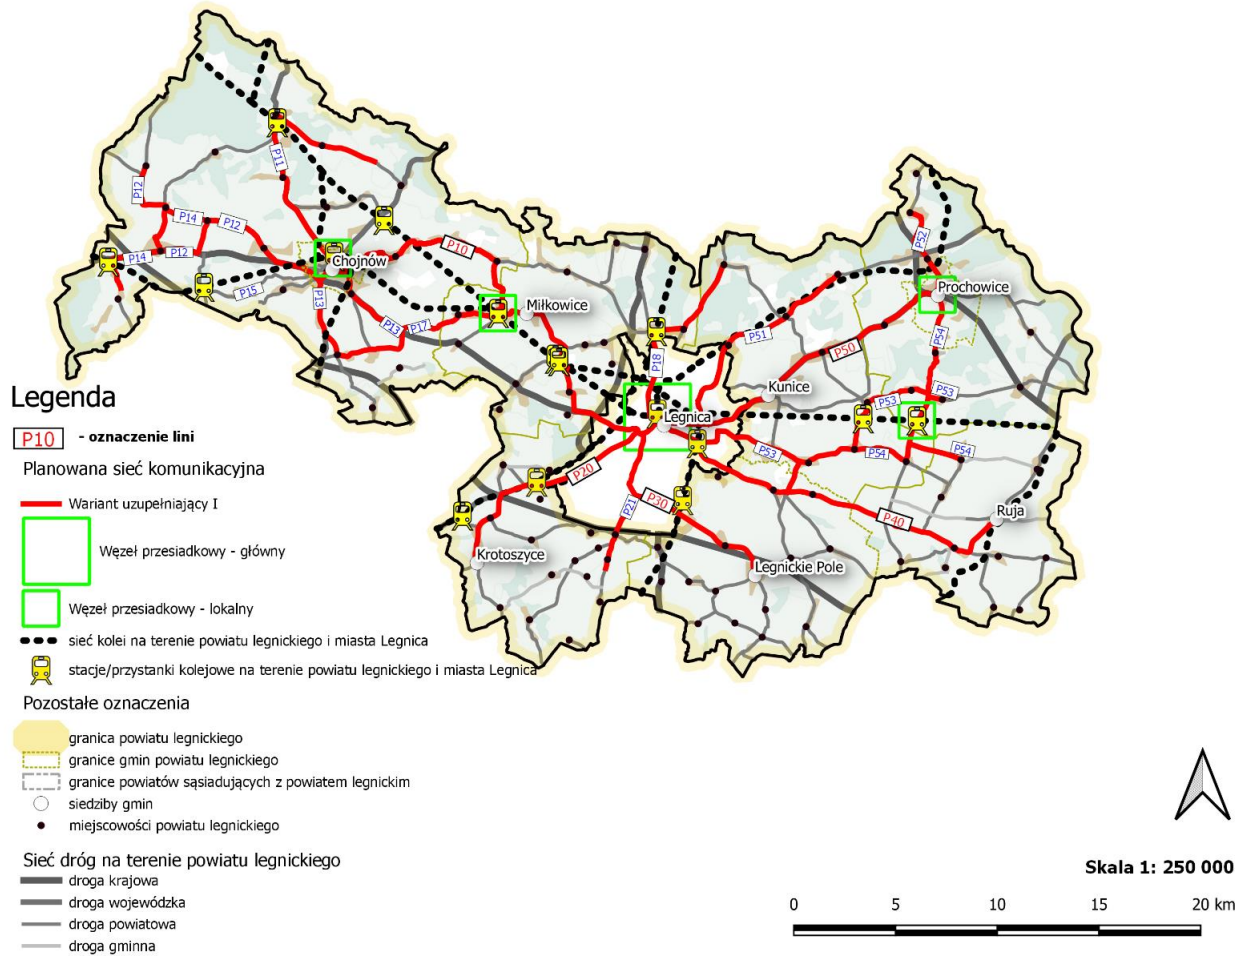 P11
P12
P14
P12
P14
P12
P15
P13
Chojnów
P10
P13
P17
Miłkowice
P18
P51
P50
P52
Prochowice
P54
Kunice
P53
P53
Legnica
P53
P54
P54
P20
P21
P30
P40
Ruja
Krotoszyce
Legnickie Pole
Legenda
P10 - oznaczenie lini
Planowana sieć komunikacyjna
Wariant uzupełniający I
Węzeł przesiadkowy - główny
Węzeł przesiadkowy - lokalny
sieć kolei na terenie powiatu legnickiego i miasta Legnica
stacje/przystanki kolejowe na terenie powiatu legnickiego i miasta Legnica
Pozostałe oznaczenia
granica powiatu legnickiego
granice gmin powiatu legnickiego
granice powiatów sąsiadujących z powiatem legnickim
siedziby gmin
miejscowości powiatu legnickiego
Sieć dróg na terenie powiatu legnickiego
droga krajowa
droga wojewódzka
droga powiatowa
droga gminna
Skala 1: 250 000
0 5 10 15 20 km